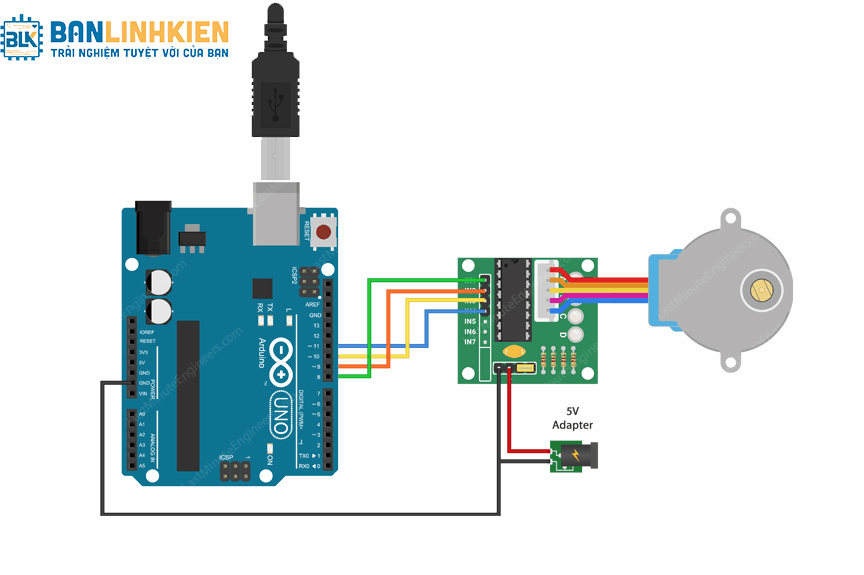 BLK
BANLINHKIEN
TRẢI NGHIỆM TUYỆT VỜI CỦA BẠN
RESET
ICSP2
AREF
GND
13
12
~ 11
~ 10
~ 9
8
7
~ 6
~ 5
4
~ 3
2
TX0 ▶ 1
RX0 ◀ 0
DIGITAL (PWM~)
L
TX
RX
Arduino
UNO
™
ON
IOREF
RESET
3V3
5V
GND
GND
VIN
POWER
A0
A1
A2
A3
A4
A5
ANALOG IN
ICSP
1
IN5
IN6
IN7
C
D
5V
Adapter
LastMinuteEngineers.com